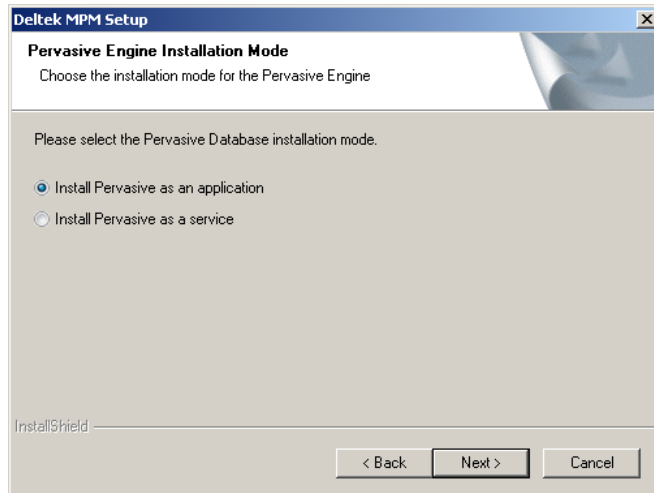 Deltek MPM Setup
Pervasive Engine Installation Mode
Choose the installation mode for the Pervasive Engine
Please select the Pervasive Database installation mode.
Install Pervasive as an application
Install Pervasive as a service
InstallShield
< Back
Next >
Cancel